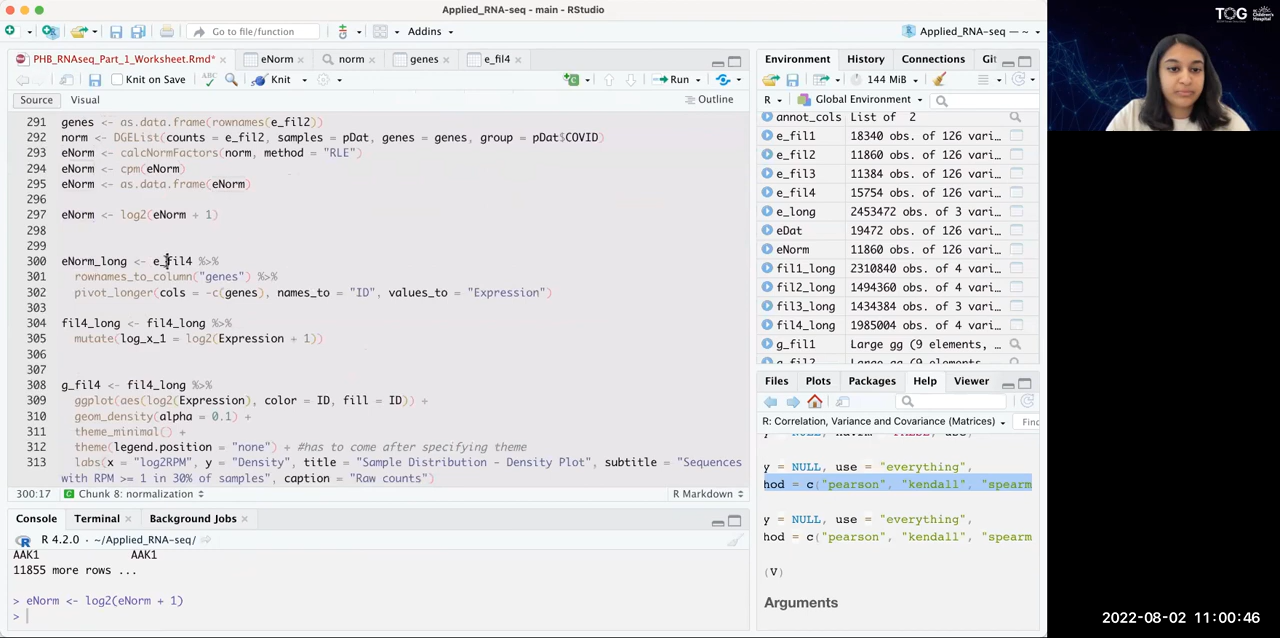 Applied_RNA-seq - main - RStudio
Go to file/function
Addins
Applied_RNA-seq — ~
PHB_RNAseq_Part_1_Worksheet.Rmd*
eNorm
norm
genes
e_fil4
Knit on Save
ABC
Knit
Run
Source
Visual
Outline
291 genes <- as.data.frame(rownames(e_fil2))
292 norm <- DGEList(counts = e_fil2, samples = pDat, genes = genes, group = pDat$COVID)
293 eNorm <- calcNormFactors(norm, method = "RLE")
294 eNorm <- cpm(eNorm)
295 eNorm <- as.data.frame(eNorm)
296
297 eNorm <- log2(eNorm + 1)
298
299
300 eNorm_long <- e_fil4 %>%
301 rownames_to_column("genes") %>%
302 pivot_longer(cols = -c(genes), names_to = "ID", values_to = "Expression")
303
304 fil4_long <- fil4_long %>%
305 mutate(log_x_1 = log2(Expression + 1))
306
307
308 g_fil4 <- fil4_long %>%
309 ggplot(aes(log2(Expression), color = ID, fill = ID)) +
310 geom_density(alpha = 0.1) +
311 theme_minimal() +
312 theme(legend.position = "none") + #has to come after specifying theme
313 labs(x = "log2RPM", y = "Density", title = "Sample Distribution - Density Plot", subtitle = "Sequences
with RPM >= 1 in 30% of samples", caption = "Raw counts")
300:17
Chunk 8: normalization
R Markdown
Console
Terminal
Background Jobs
R 4.2.0 · ~/Applied_RNA-seq/
AAK1 AAK1
11855 more rows ...
> eNorm <- log2(eNorm + 1)
>
Environment
History
Connections
Git
144 MiB
R
Global Environment
annot_cols List of 2
e_fil1 18340 obs. of 126 vari…
e_fil2 11860 obs. of 126 vari…
e_fil3 11384 obs. of 126 vari…
e_fil4 15754 obs. of 126 vari…
e_long 2453472 obs. of 3 vari…
eDat 19472 obs. of 126 vari…
eNorm 11860 obs. of 126 vari…
fil1_long 2310840 obs. of 4 vari…
fil2_long 1494360 obs. of 4 vari…
fil3_long 1434384 obs. of 3 vari…
fil4_long 1985004 obs. of 4 vari…
g_fil1 Large gg (9 elements, …
g_fil2 Large gg (9 elements, …
Files
Plots
Packages
Help
Viewer
R: Correlation, Variance and Covariance (Matrices)
y = NULL, use = "everything",
hod = c("pearson", "kendall", "spearm
y = NULL, use = "everything",
hod = c("pearson", "kendall", "spearm
(V)
Arguments
TOG
2022-08-02 11:00:46